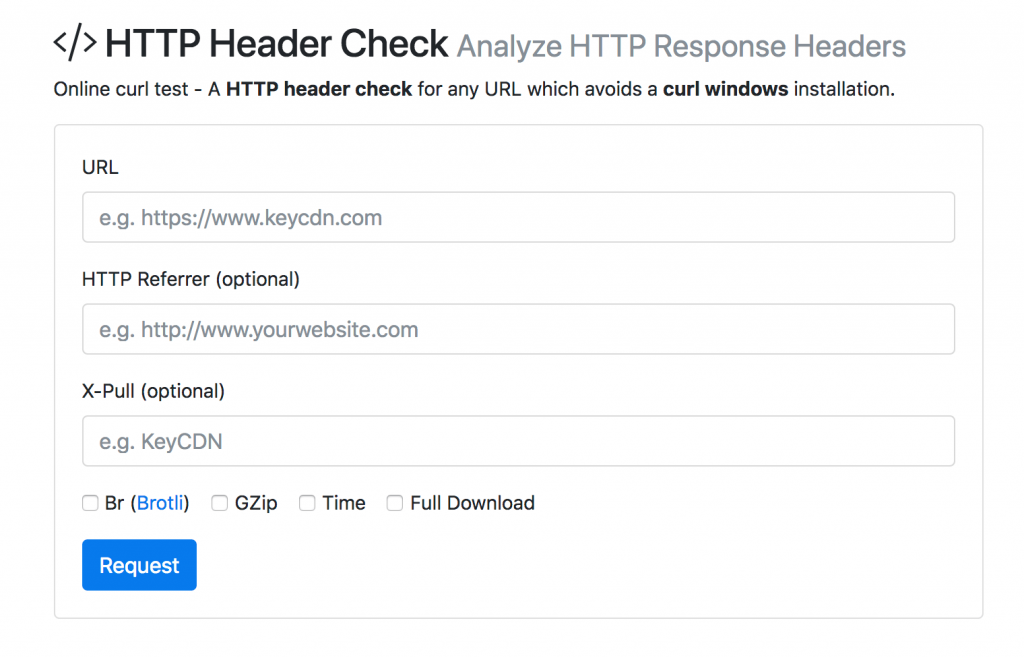 </> HTTP Header Check Analyze HTTP Response Headers
Online curl test - A HTTP header check for any URL which avoids a curl windows installation.
URL
e.g. https://www.keycdn.com
HTTP Referrer (optional)
e.g. http://www.yourwebsite.com
X-Pull (optional)
e.g. KeyCDN
Br (Brotli) GZip Time Full Download
Request